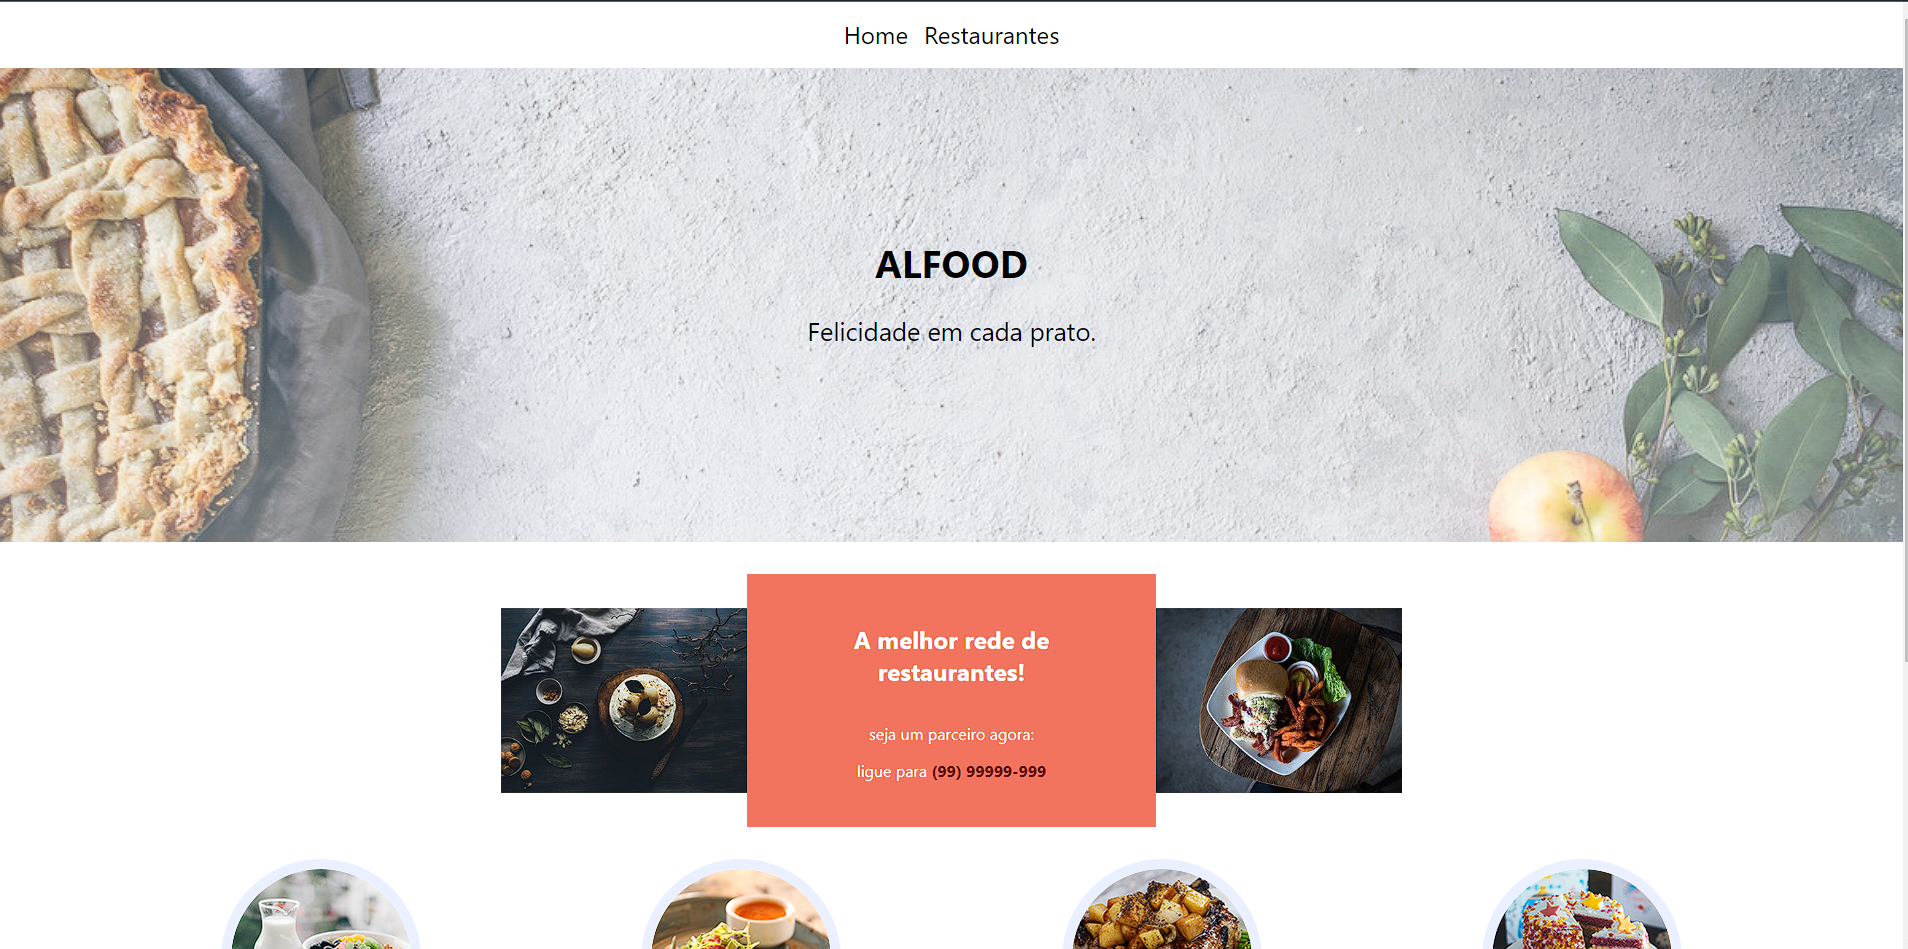 Home Restaurantes
ALFOOD
Felicidade em cada prato.
A melhor rede de
restaurantes!
seja um parceiro agora:
ligue para (99) 99999-999